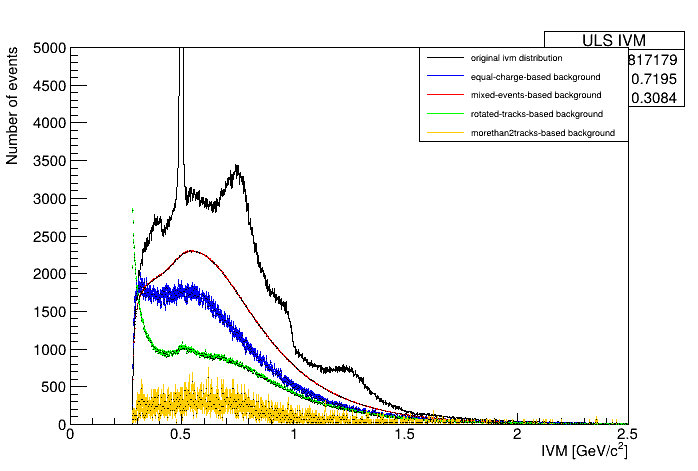 ULS IVM
817179
0.7195
0.3084
original ivm distribution
equal-charge-based background
mixed-events-based background
rotated-tracks-based background
morethan2tracks-based background
Number of events
5000
4500
4000
3500
3000
2500
2000
1500
1000
500
0
0 0.5 1 1.5 2 2.5
IVM [GeV/c²]